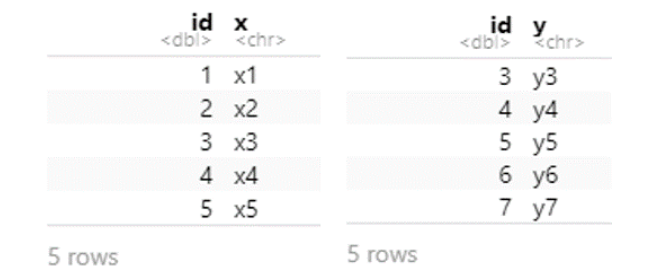 id x
<dbl> <chr>
1 x1
2 x2
3 x3
4 x4
5 x5
5 rows
id y
<dbl> <chr>
3 y3
4 y4
5 y5
6 y6
7 y7
5 rows